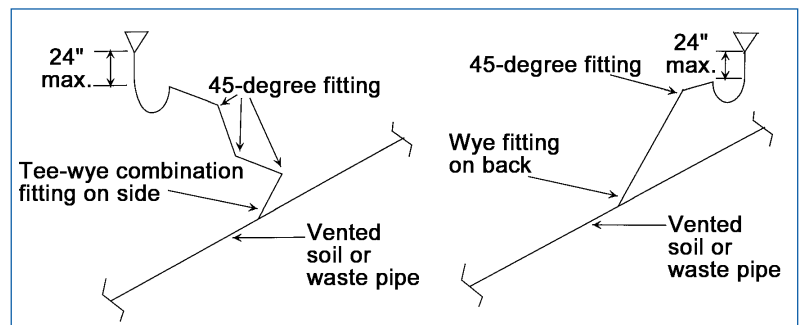 24"
max.
45-degree fitting
Tee-wye combination
fitting on side
Vented
soil or
waste pipe
24"
max.
45-degree fitting
Wye fitting
on back
Vented
soil or
waste pipe